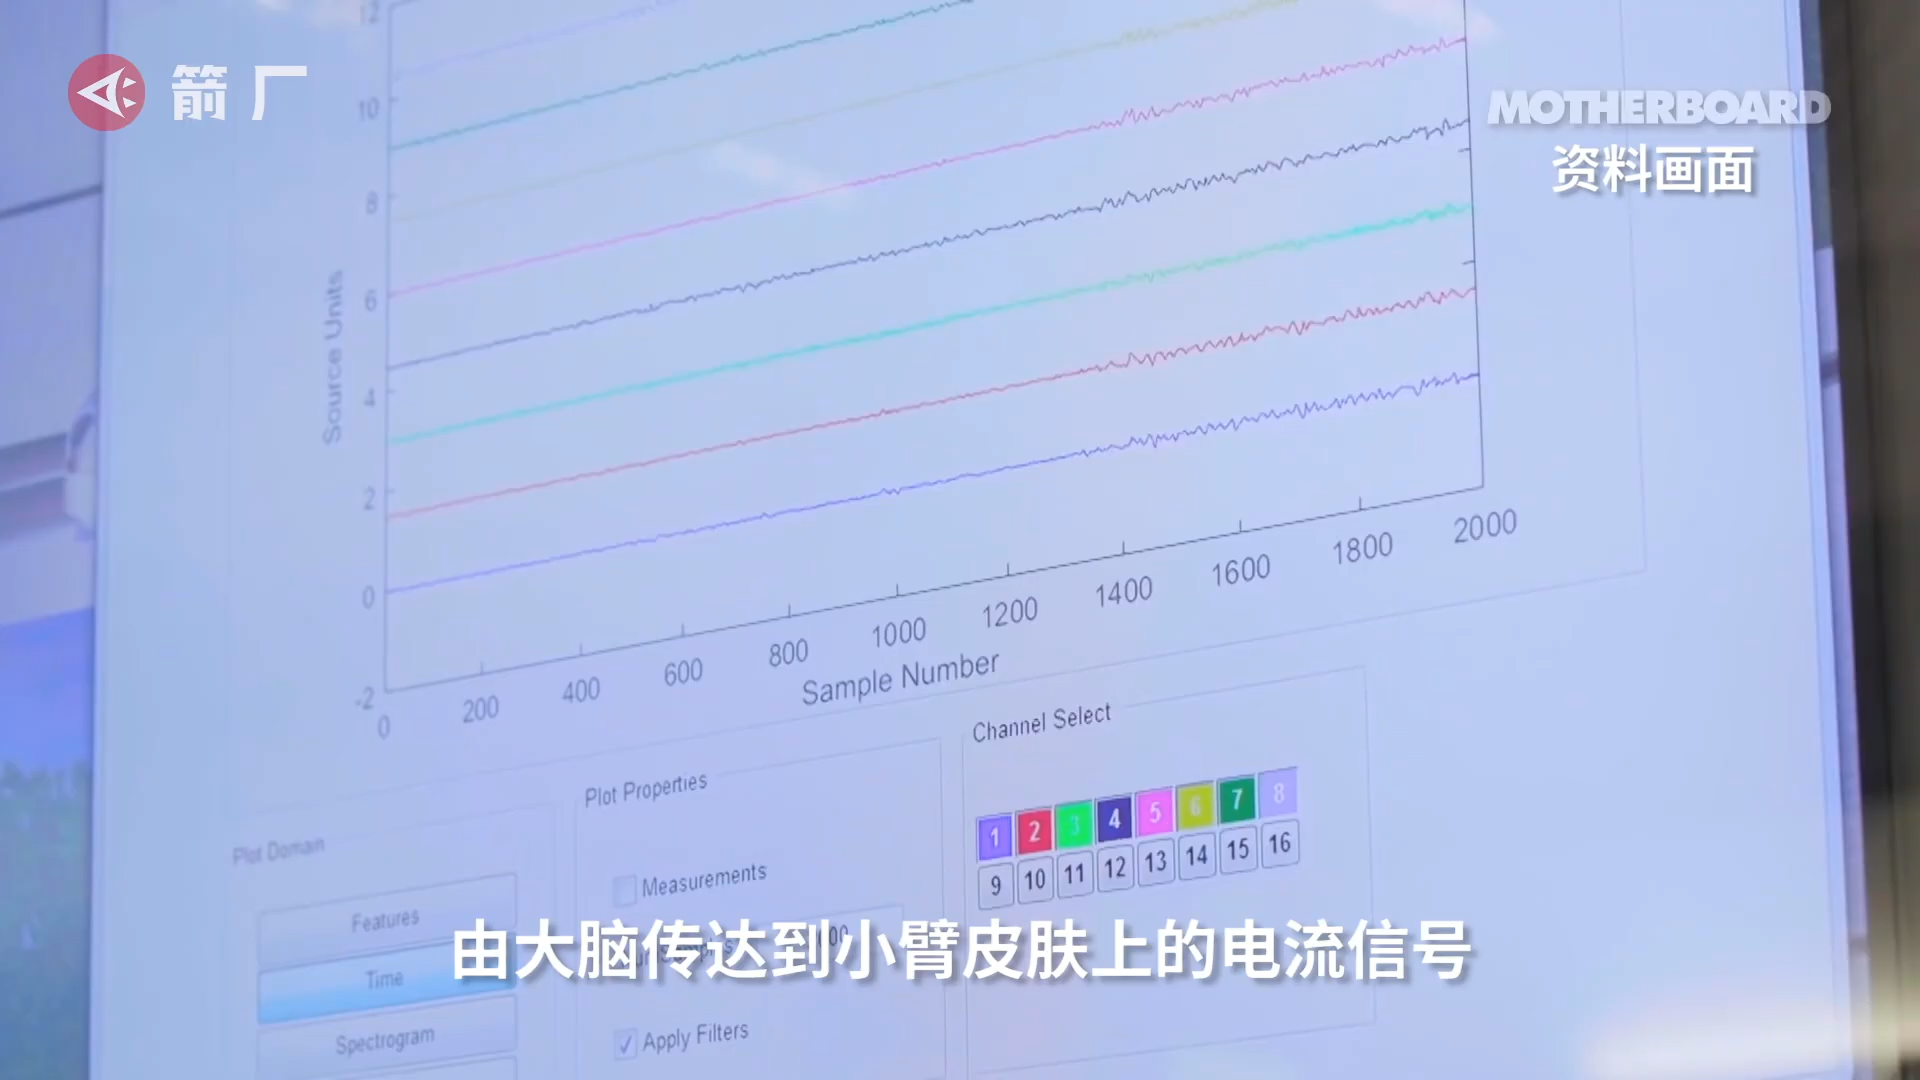 箭厂
MOTHERBOARD
资料画面
12
10
8
6
4
2
0
-2
Source Units
0 200 400 600 800 1000 1200 1400 1600 1800 2000
Sample Number
Channel Select
1 2 3 4 5 6 7 8
9 10 11 12 13 14 15 16
Plot Properties
Measurements
Apply Filters
Plot Domain
Features
Time
Spectrogram
由大脑传达到小臂皮肤上的电流信号